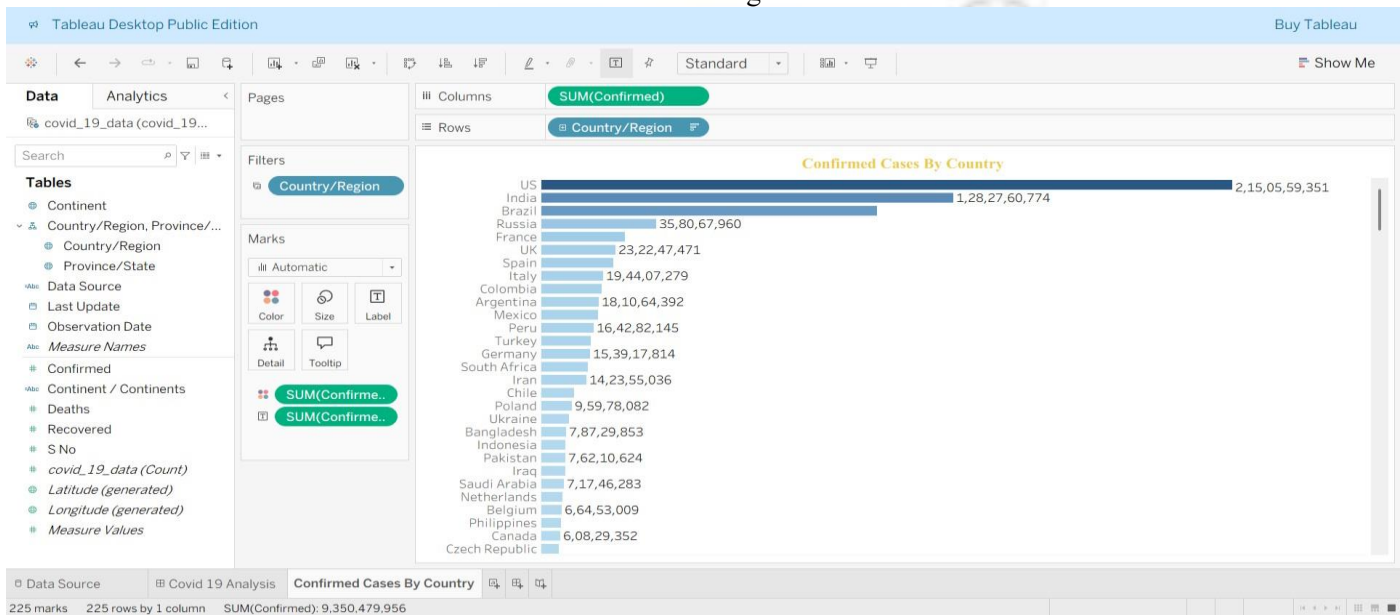 Tableau Desktop Public Edition
Buy Tableau
Standard
Show Me
Data
Analytics
covid_19_data (covid_19...
Search
Tables
Continent
Country/Region, Province/...
Country/Region
Province/State
Abc Data Source
Last Update
Observation Date
Abc Measure Names
# Confirmed
Abc Continent / Continents
# Deaths
# Recovered
# S No
# covid_19_data (Count)
Latitude (generated)
Longitude (generated)
# Measure Values
Pages
Filters
Country/Region
Marks
Automatic
Color
Size
Label
Detail
Tooltip
SUM(Confirme..
SUM(Confirme..
Columns
SUM(Confirmed)
Rows
Country/Region
Confirmed Cases By Country
US 2,15,05,59,351
India 1,28,27,60,774
Brazil
Russia 35,80,67,960
France
UK 23,22,47,471
Spain
Italy 19,44,07,279
Colombia
Argentina 18,10,64,392
Mexico
Peru 16,42,82,145
Turkey
Germany 15,39,17,814
South Africa
Iran 14,23,55,036
Chile
Poland 9,59,78,082
Ukraine
Bangladesh 7,87,29,853
Indonesia
Pakistan 7,62,10,624
Iraq
Saudi Arabia 7,17,46,283
Netherlands
Belgium 6,64,53,009
Philippines
Canada 6,08,29,352
Czech Republic
Data Source
Covid 19 Analysis
Confirmed Cases By Country
225 marks 225 rows by 1 column SUM(Confirmed): 9,350,479,956